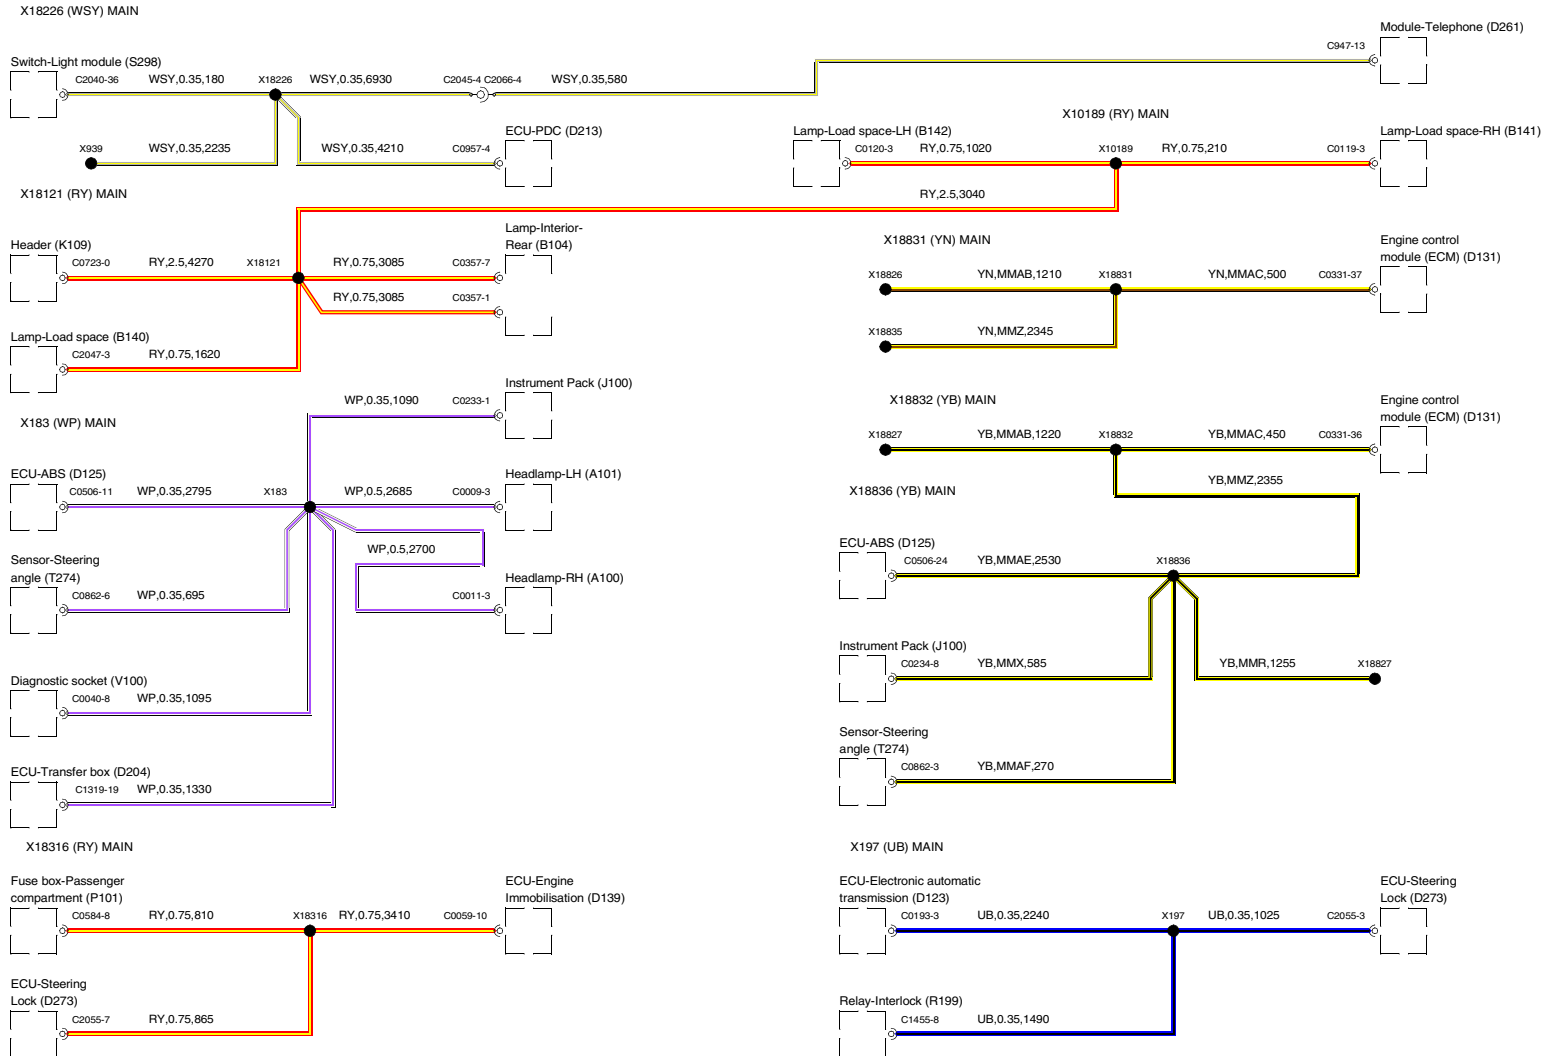 X18226 (WSY) MAIN
Module-Telephone (D261)
C947-13
Switch-Light module (S298)
C2040-36 WSY,0.35,180 X18226 WSY,0.35,6930 C2045-4 C2066-4 WSY,0.35,580
X10189 (RY) MAIN
ECU-PDC (D213)
X939 WSY,0.35,2235 WSY,0.35,4210 C0957-4
Lamp-Load space-LH (B142)
C0120-3 RY,0.75,1020 X10189 RY,0.75,210 C0119-3
Lamp-Load space-RH (B141)
X18121 (RY) MAIN
RY,2.5,3040
Lamp-Interior-
Rear (B104)
Header (K109)
C0723-0 RY,2.5,4270 X18121 RY,0.75,3085 C0357-7
RY,0.75,3085 C0357-1
Lamp-Load space (B140)
C2047-3 RY,0.75,1620
X18831 (YN) MAIN
Engine control
module (ECM) (D131)
X18826 YN,MMAB,1210 X18831 YN,MMAC,500 C0331-37
X18835 YN,MMZ,2345
X183 (WP) MAIN
Instrument Pack (J100)
WP,0.35,1090 C0233-1
ECU-ABS (D125)
C0506-11 WP,0.35,2795 X183 WP,0.5,2685 C0009-3
Headlamp-LH (A101)
WP,0.5,2700
Sensor-Steering
angle (T274)
C0862-6 WP,0.35,695
Headlamp-RH (A100)
C0011-3
Diagnostic socket (V100)
C0040-8 WP,0.35,1095
ECU-Transfer box (D204)
C1319-19 WP,0.35,1330
X18832 (YB) MAIN
Engine control
module (ECM) (D131)
X18827 YB,MMAB,1220 X18832 YB,MMAC,450 C0331-36
YB,MMZ,2355
X18836 (YB) MAIN
ECU-ABS (D125)
C0506-24 YB,MMAE,2530 X18836
Instrument Pack (J100)
C0234-8 YB,MMX,585 YB,MMR,1255 X18827
Sensor-Steering
angle (T274)
C0862-3 YB,MMAF,270
X18316 (RY) MAIN
Fuse box-Passenger
compartment (P101)
C0584-8 RY,0.75,810 X18316 RY,0.75,3410 C0059-10
ECU-Engine
Immobilisation (D139)
ECU-Steering
Lock (D273)
C2055-7 RY,0.75,865
X197 (UB) MAIN
ECU-Electronic automatic
transmission (D123)
C0193-3 UB,0.35,2240 X197 UB,0.35,1025 C2055-3
ECU-Steering
Lock (D273)
Relay-Interlock (R199)
C1455-8 UB,0.35,1490